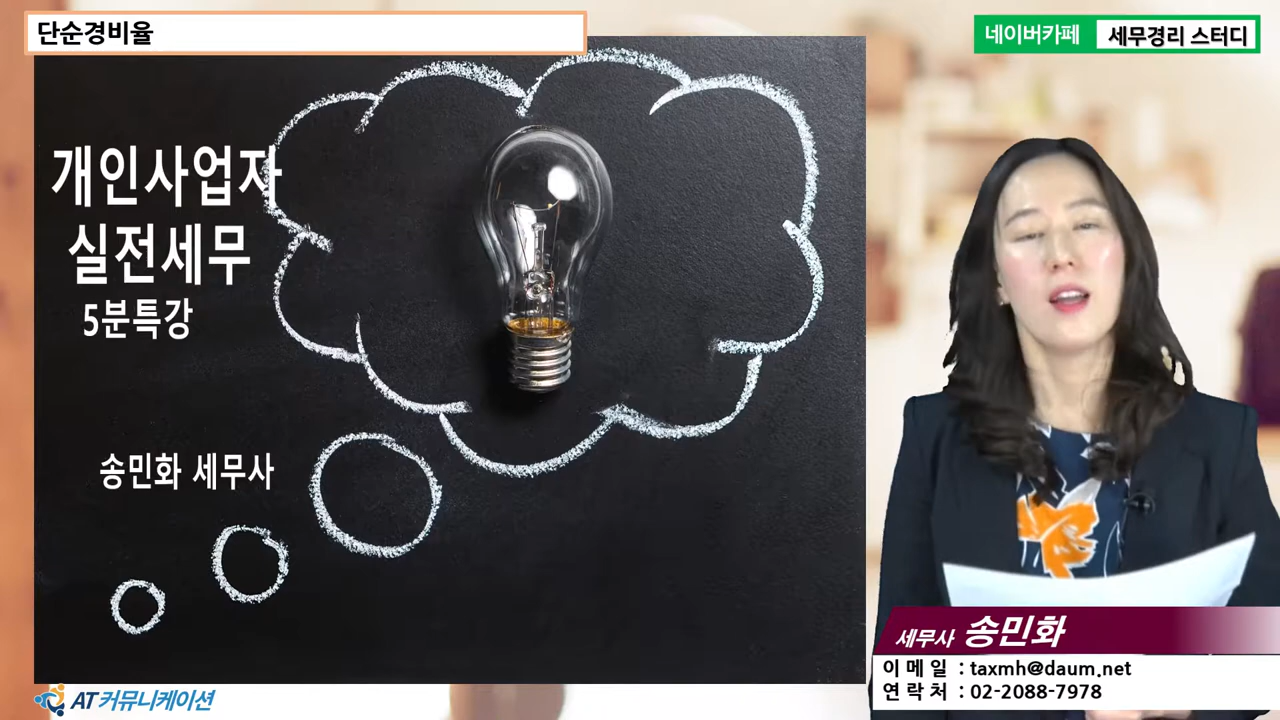 단순경비율
네이버카페 세무경리 스터디
개인사업자
실전세무
5분특강
송민화 세무사
세무사 송민화
이 메 일 : taxmh@daum.net
연 락 처 : 02-2088-7978
AT커뮤니케이션